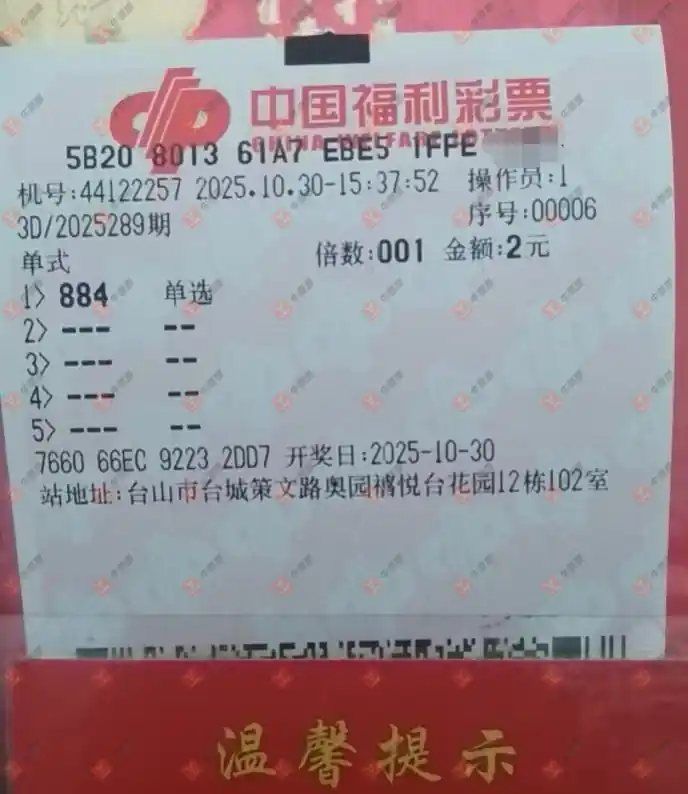 中国福利彩票
CHINA WELFARE LOTTERY
5B20 8013 61A7 EBE5 1FFE
机号:44122257 2025.10.30-15:37:52 操作员:1
序号:00006
3D/2025289期
单式 倍数:001 金额:2元
1> 884 单选
2> --- --
3> --- --
4> --- --
5> --- --
7660 66EC 9223 2DD7 开奖日:2025-10-30
站地址:台山市台城策文路奥园禧悦台花园12栋102室
温馨提示